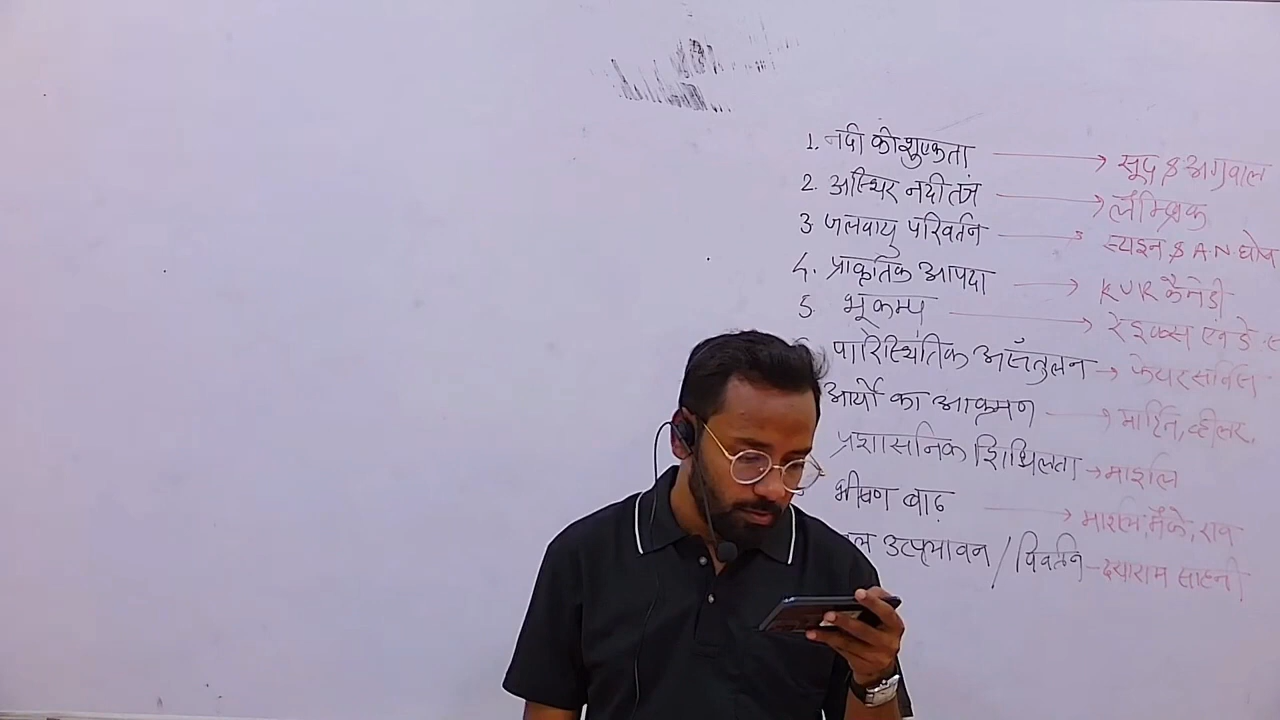 1. नदी की शुष्कता → सूद & अग्रवाल
2. अस्थिर नदीतंत्र → लैम्ब्रिक
3. जलवायु परिवर्तन → स्टाइन & A.N. घोष
4. प्राकृतिक आपदा → KUR कैनेडी
5. भूकम्प → रेइक्स एन्ड डे
पारिस्थितिक असंतुलन → फेयरसर्विस
आर्यो का आक्रमण → मार्टिन, व्हीलर.
प्रशासनिक शिथिलता → मार्शल
भीषण बाढ़ → मार्शल, मैके, राव
उत्प्लावन / विवर्तन - दयाराम साहनी